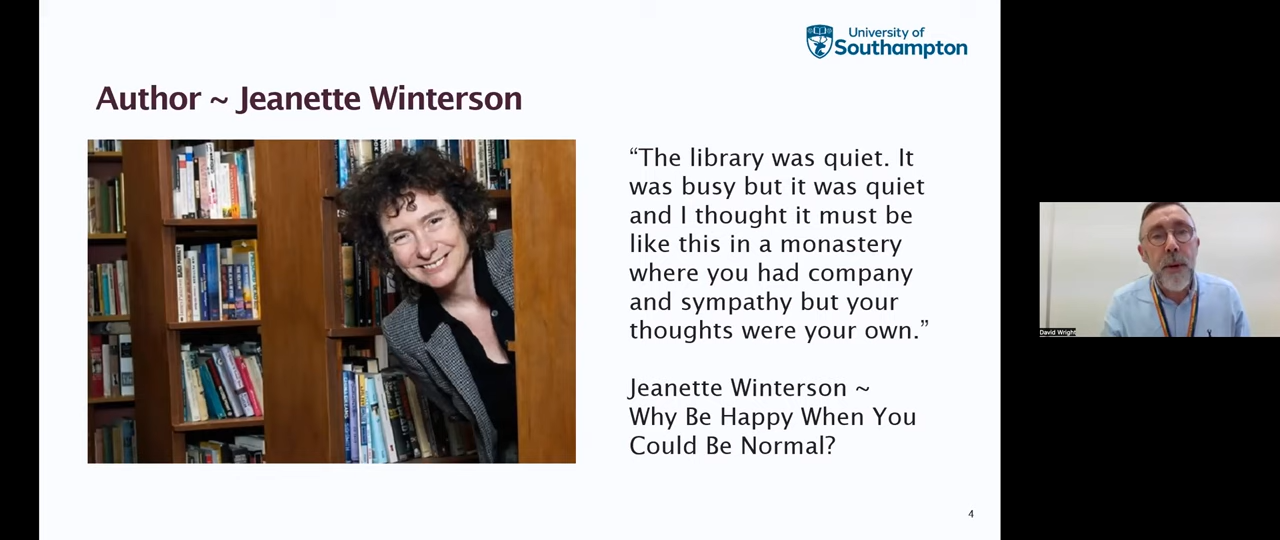 University of
Southampton
Author ~ Jeanette Winterson
“The library was quiet. It
was busy but it was quiet
and I thought it must be
like this in a monastery
where you had company
and sympathy but your
thoughts were your own.”
Jeanette Winterson ~
Why Be Happy When You
Could Be Normal?
4
David Wright